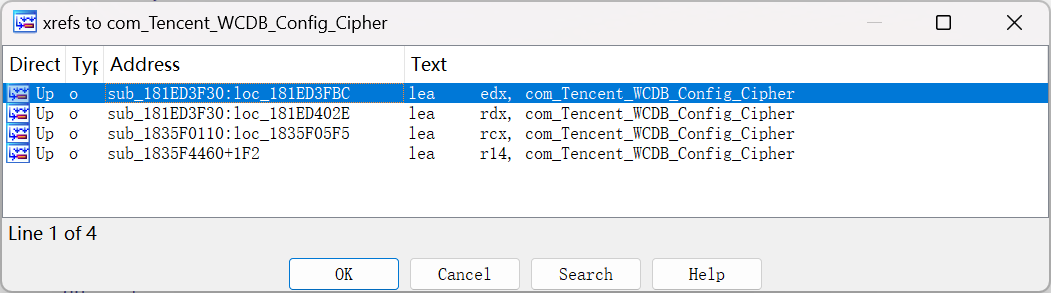 xrefs to com_Tencent_WCDB_Config_Cipher
Direct Typ Address Text
Up o sub_181ED3F30:loc_181ED3FBC lea edx, com_Tencent_WCDB_Config_Cipher
Up o sub_181ED3F30:loc_181ED402E lea rdx, com_Tencent_WCDB_Config_Cipher
Up o sub_1835F0110:loc_1835F05F5 lea rcx, com_Tencent_WCDB_Config_Cipher
Up o sub_1835F4460+1F2 lea r14, com_Tencent_WCDB_Config_Cipher
Line 1 of 4
OK Cancel Search Help